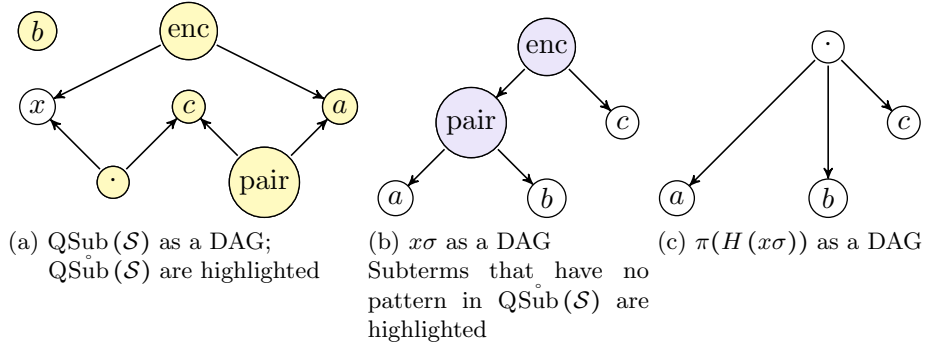 b
enc
x
c
a
·
pair
enc
pair
c
a
b
·
c
a
b
(a) QSub (𝒮) as a DAG;
QSub̊ (𝒮) are highlighted
(b) xσ as a DAG
Subterms that have no
pattern in QSub̊ (𝒮) are
highlighted
(c) π(H (xσ)) as a DAG